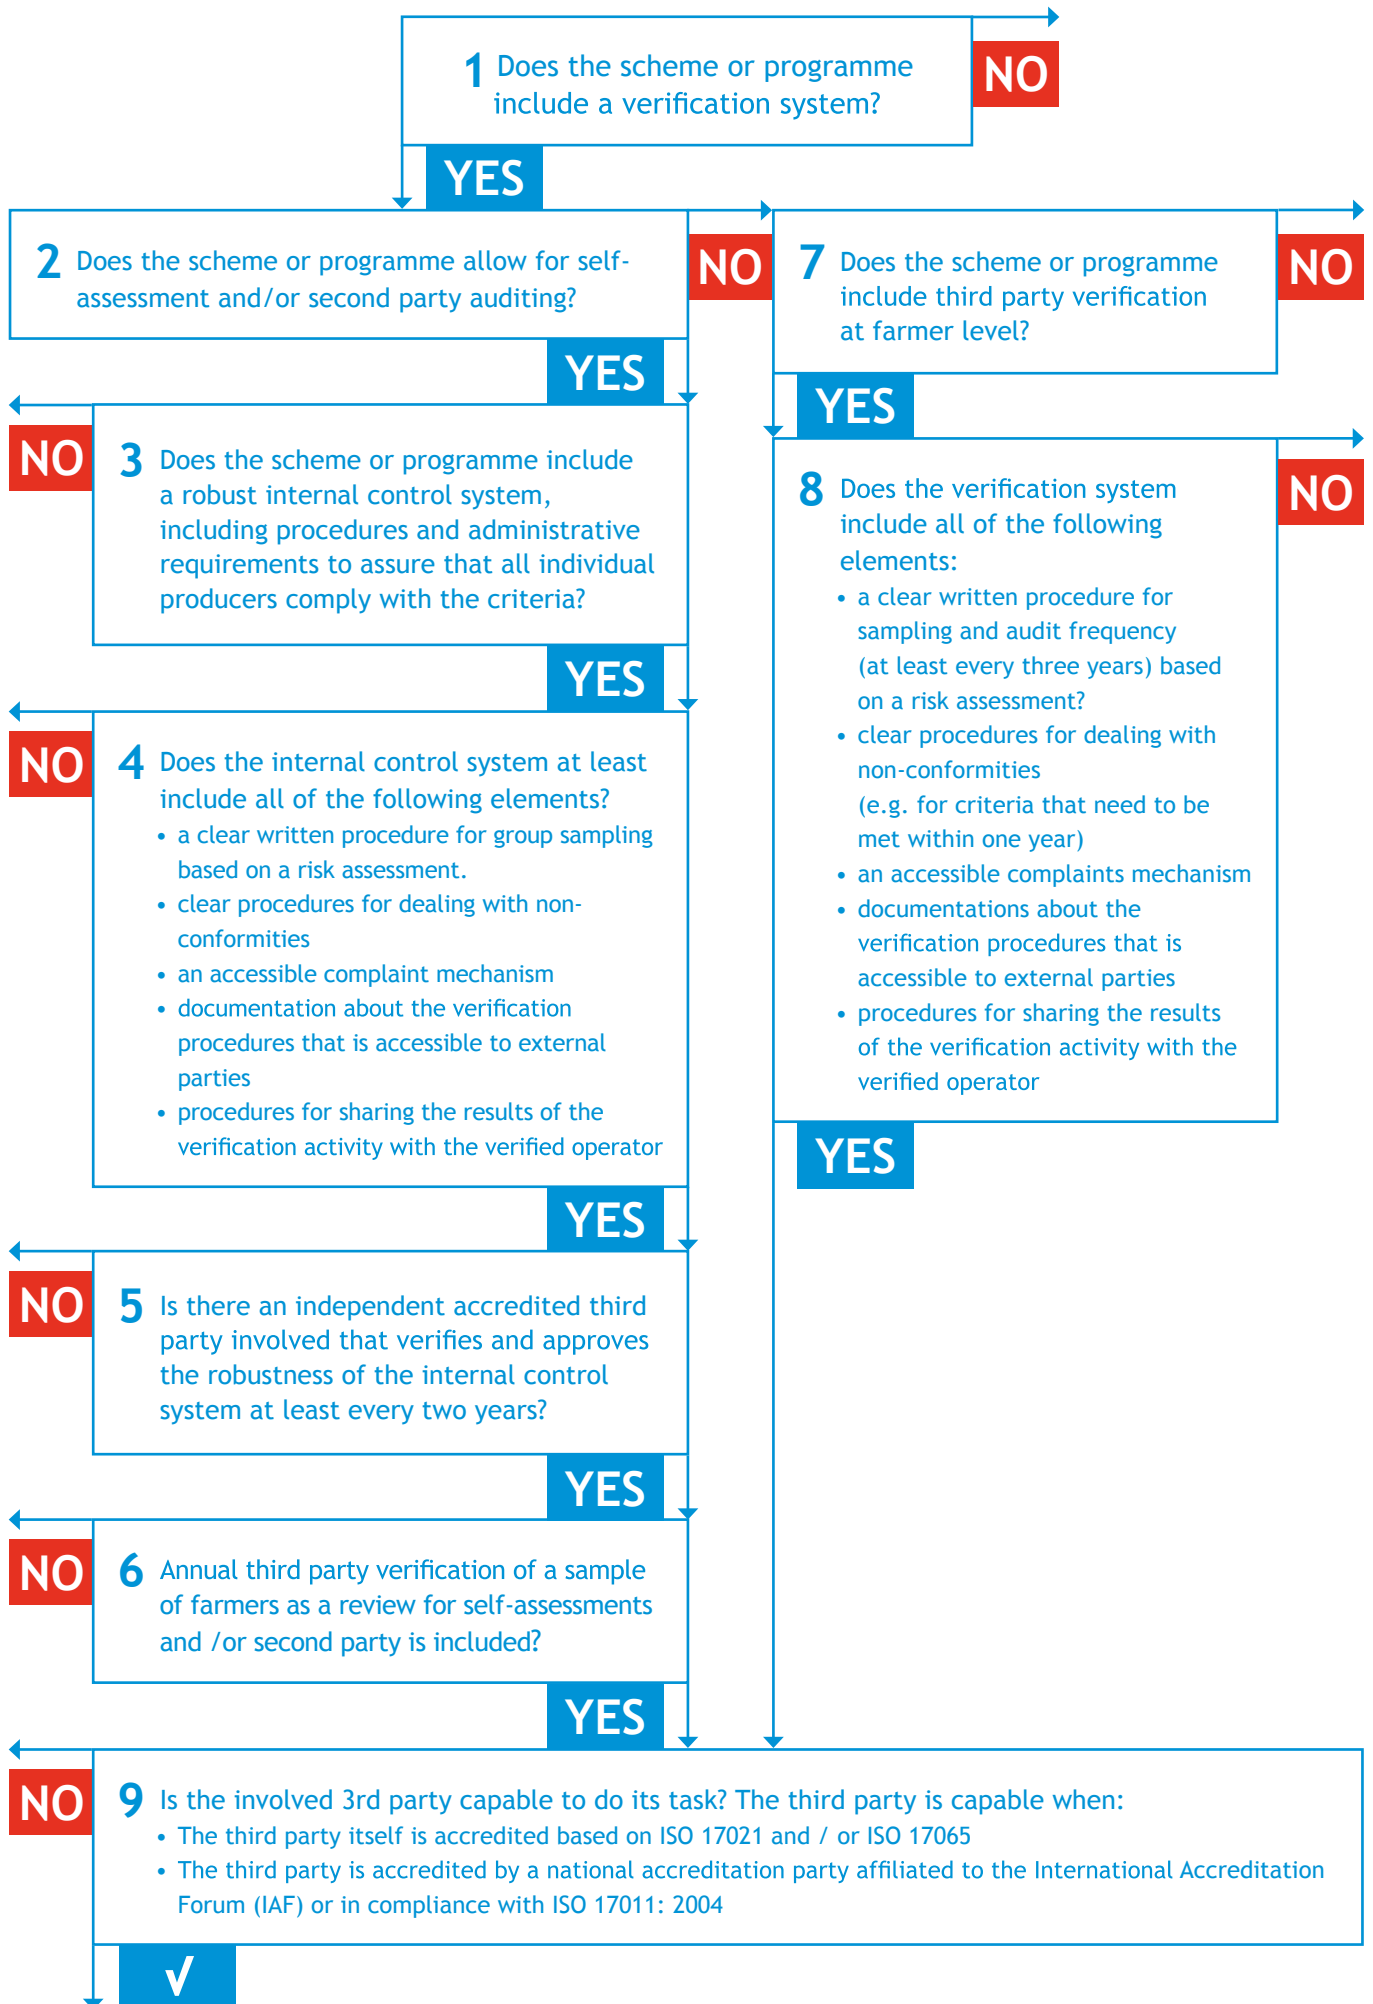 1 Does the scheme or programme
include a verification system?
NO
YES
2 Does the scheme or programme allow for self-
assessment and/or second party auditing?
NO
YES
3 Does the scheme or programme include
a robust internal control system,
including procedures and administrative
requirements to assure that all individual
producers comply with the criteria?
NO
YES
4 Does the internal control system at least
include all of the following elements?
• a clear written procedure for group sampling
based on a risk assessment.
• clear procedures for dealing with non-
conformities
• an accessible complaint mechanism
• documentation about the verification
procedures that is accessible to external
parties
• procedures for sharing the results of the
verification activity with the verified operator
NO
YES
5 Is there an independent accredited third
party involved that verifies and approves
the robustness of the internal control
system at least every two years?
NO
YES
6 Annual third party verification of a sample
of farmers as a review for self-assessments
and /or second party is included?
NO
YES
7 Does the scheme or programme
include third party verification
at farmer level?
NO
YES
8 Does the verification system
include all of the following
elements:
• a clear written procedure for
sampling and audit frequency
(at least every three years) based
on a risk assessment?
• clear procedures for dealing with
non-conformities
(e.g. for criteria that need to be
met within one year)
• an accessible complaints mechanism
• documentations about the
verification procedures that is
accessible to external parties
• procedures for sharing the results
of the verification activity with the
verified operator
NO
YES
9 Is the involved 3rd party capable to do its task? The third party is capable when:
• The third party itself is accredited based on ISO 17021 and / or ISO 17065
• The third party is accredited by a national accreditation party affiliated to the International Accreditation
Forum (IAF) or in compliance with ISO 17011: 2004
NO
√